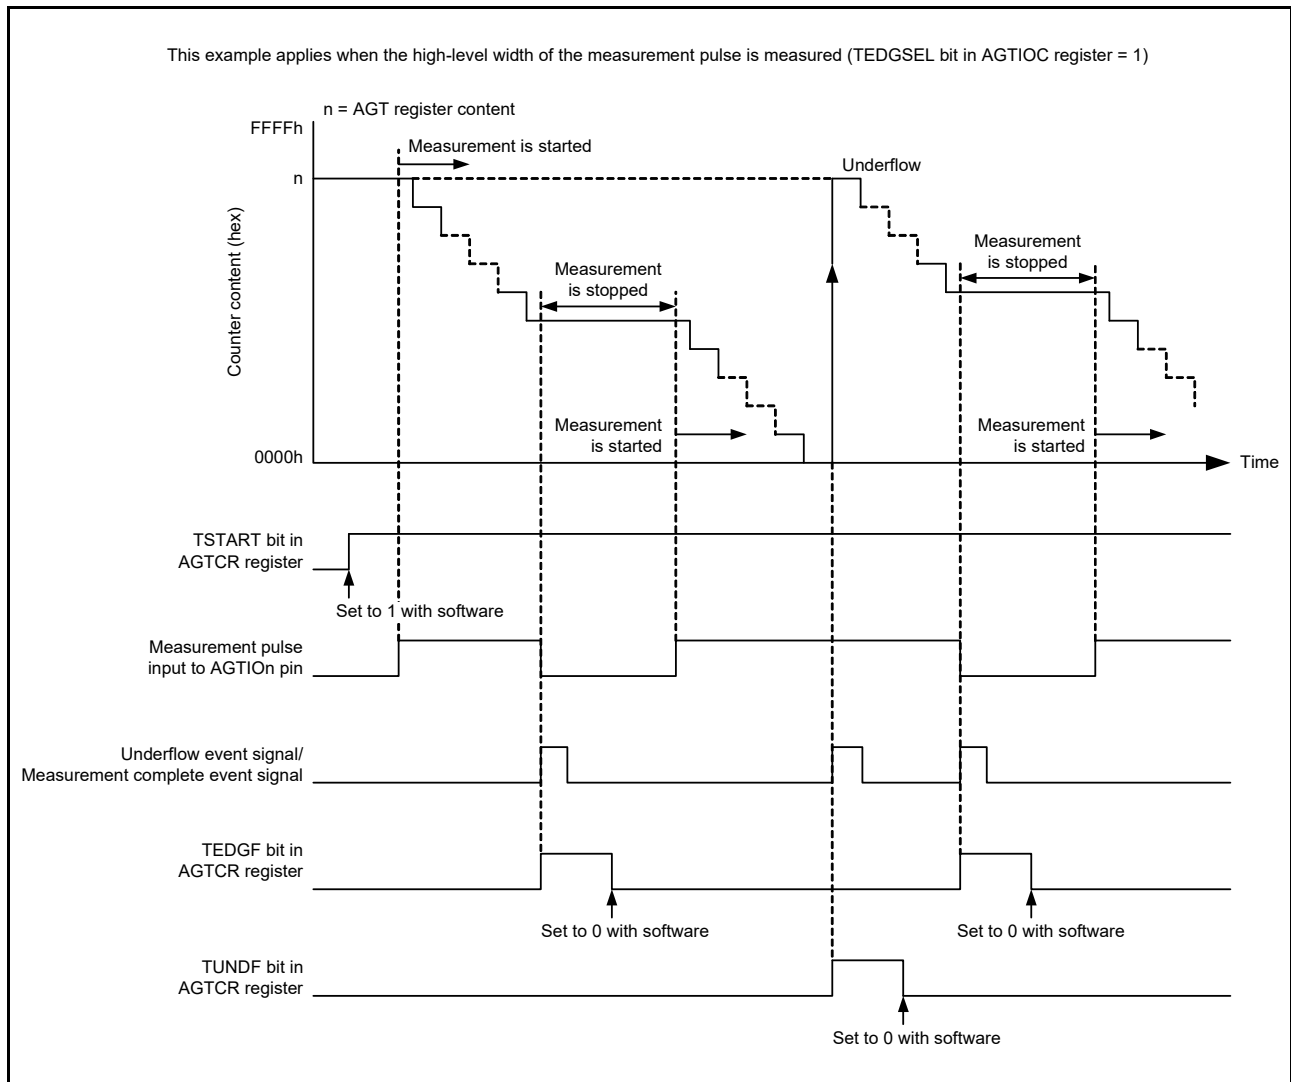 This example applies when the high-level width of the measurement pulse is measured (TEDGSEL bit in AGTIOC register = 1)
n = AGT register content
FFFFh
Measurement is started
Underflow
n
Counter content (hex)
Measurement
is stopped
Measurement
is stopped
Measurement
is started
Measurement
is started
0000h
Time
TSTART bit in
AGTCR register
Set to 1 with software
Measurement pulse
input to AGTIOn pin
Underflow event signal/
Measurement complete event signal
TEDGF bit in
AGTCR register
Set to 0 with software
Set to 0 with software
TUNDF bit in
AGTCR register
Set to 0 with software